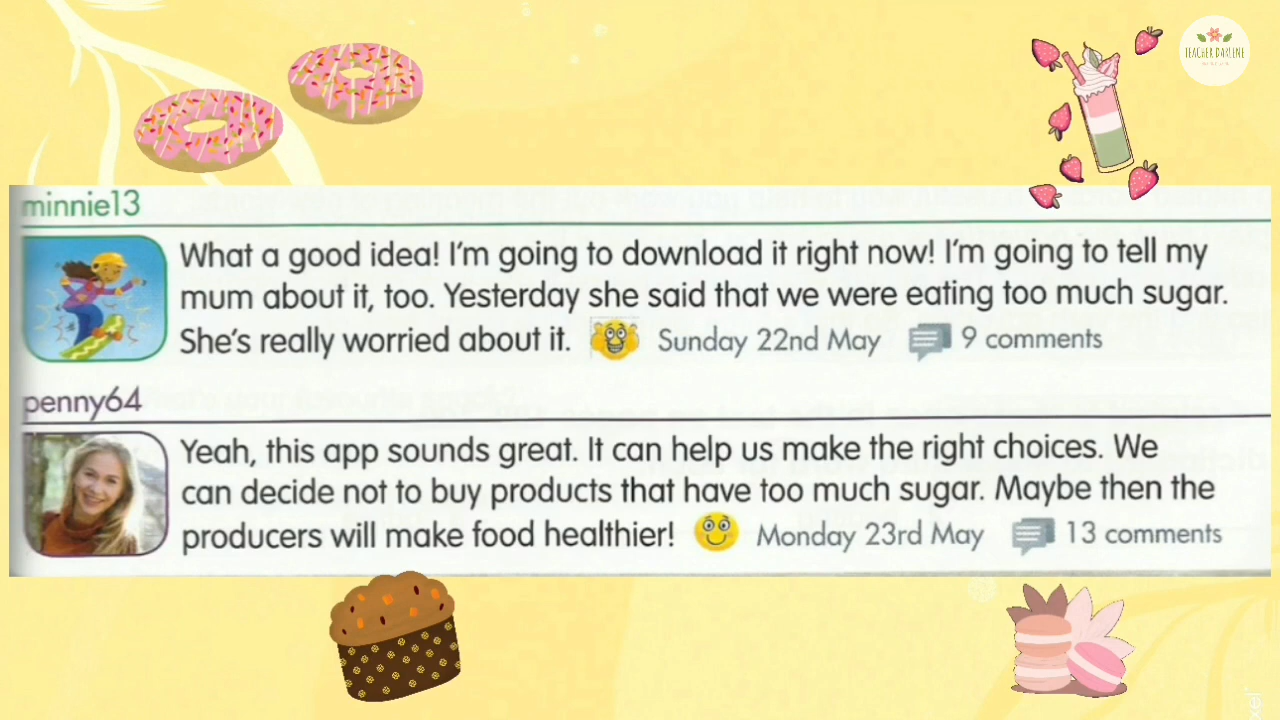 TEACHER DARLENE
minnie13
What a good idea! I'm going to download it right now! I'm going to tell my
mum about it, too. Yesterday she said that we were eating too much sugar.
She's really worried about it. Sunday 22nd May 9 comments
penny64
Yeah, this app sounds great. It can help us make the right choices. We
can decide not to buy products that have too much sugar. Maybe then the
producers will make food healthier! Monday 23rd May 13 comments